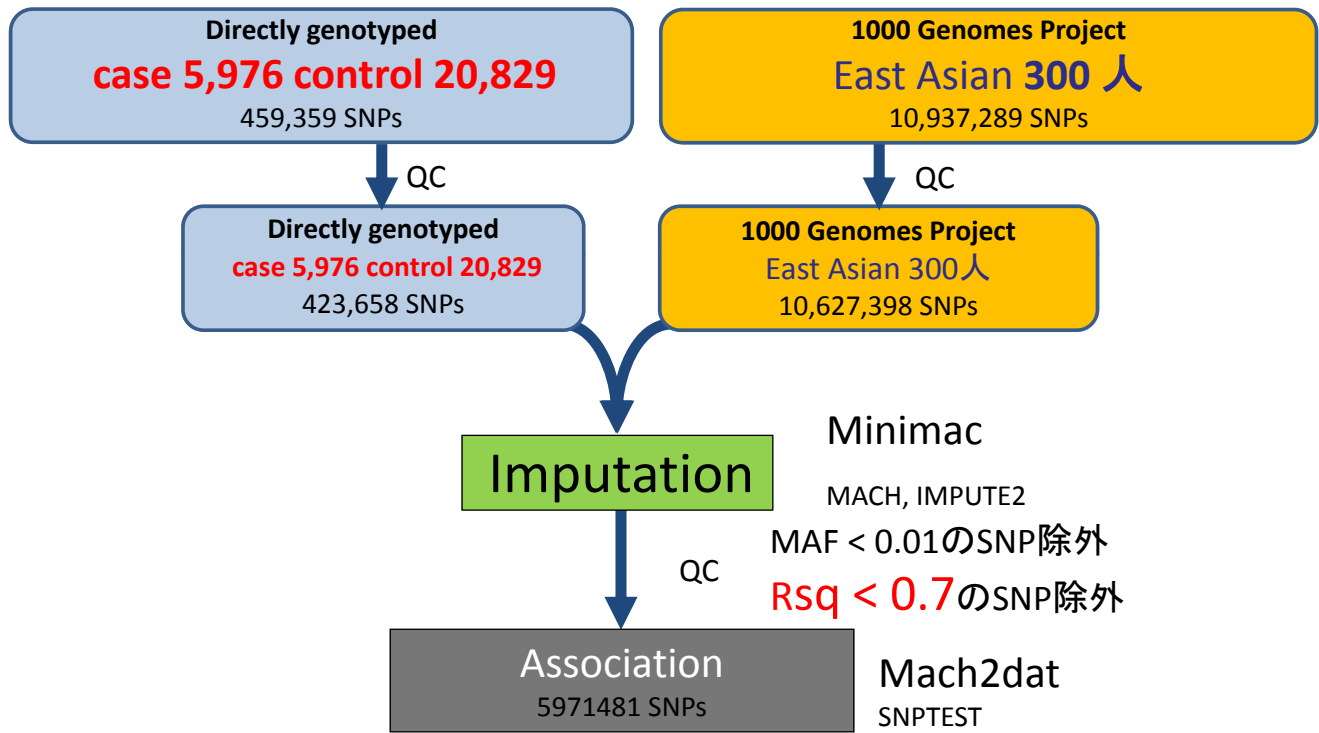 Directly genotyped
case 5,976 control 20,829
459,359 SNPs
1000 Genomes Project
East Asian 300 人
10,937,289 SNPs
QC
QC
Directly genotyped
case 5,976 control 20,829
423,658 SNPs
1000 Genomes Project
East Asian 300人
10,627,398 SNPs
Imputation
Minimac
MACH, IMPUTE2
MAF < 0.01のSNP除外
QC
Rsq < 0.7のSNP除外
Association
5971481 SNPs
Mach2dat
SNPTEST